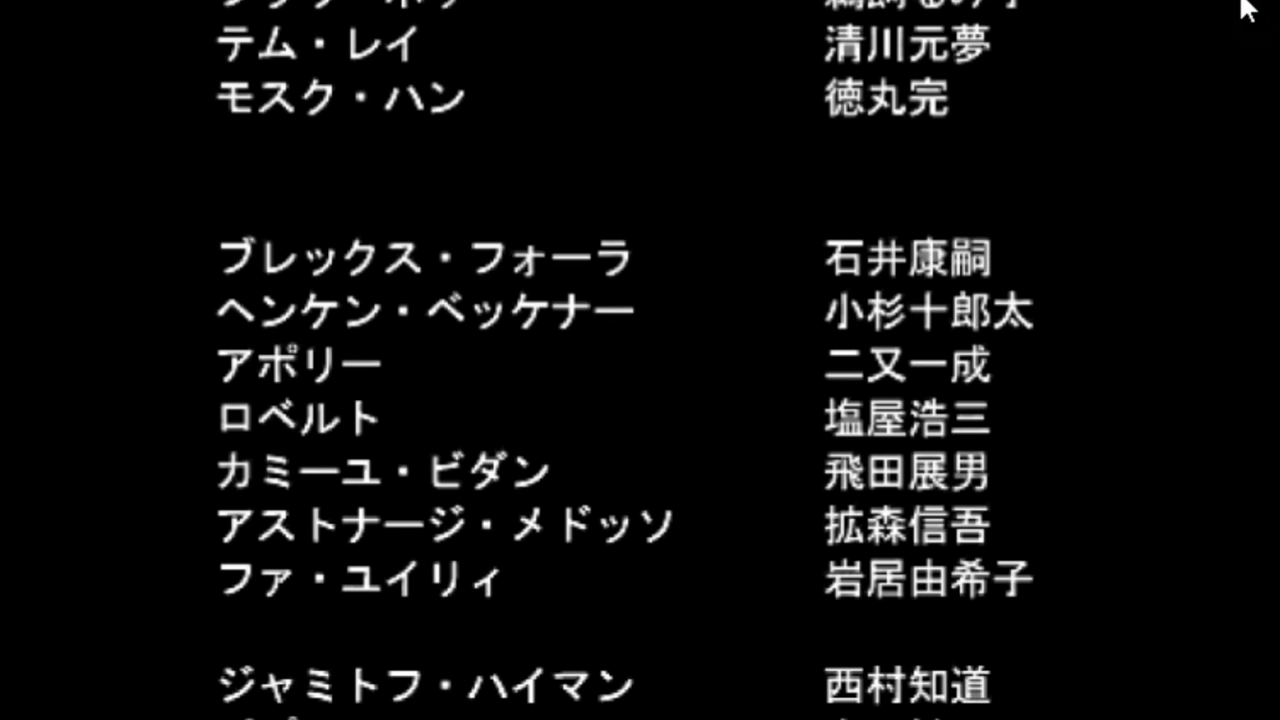 テム・レイ 清川元夢
モスク・ハン 徳丸完
ブレックス・フォーラ 石井康嗣
ヘンケン・ベッケナー 小杉十郎太
アポリー 二又一成
ロベルト 塩屋浩三
カミーユ・ビダン 飛田展男
アストナージ・メドッソ 拡森信吾
ファ・ユイリィ 岩居由希子
ジャミトフ・ハイマン 西村知道